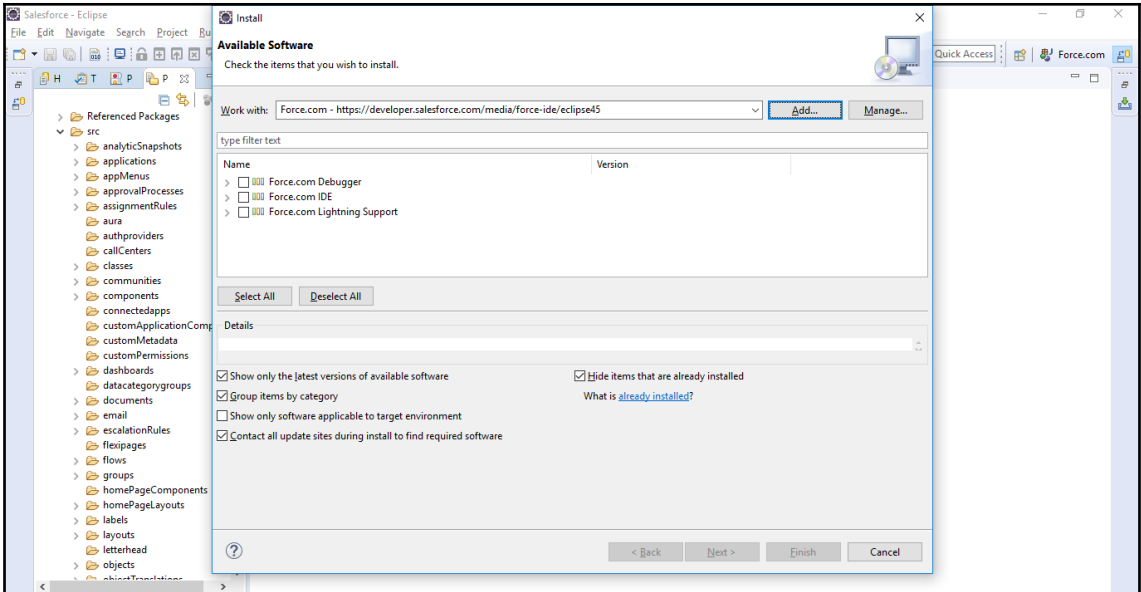 Salesforce - Eclipse
File Edit Navigate Search Project Ru
Quick Access
Force.com
H T P P
Referenced Packages
src
analyticSnapshots
applications
appMenus
approvalProcesses
assignmentRules
aura
authproviders
callCenters
classes
communities
components
connectedapps
customApplicationComp
customMetadata
customPermissions
dashboards
datacategorygroups
documents
email
escalationRules
flexipages
flows
groups
homePageComponents
homePageLayouts
labels
layouts
letterhead
objects
objectTranslations
Install
Available Software
Check the items that you wish to install.
Work with: Force.com - https://developer.salesforce.com/media/force-ide/eclipse45 Add... Manage...
type filter text
Name Version
Force.com Debugger
Force.com IDE
Force.com Lightning Support
Select All Deselect All
Details
Show only the latest versions of available software Hide items that are already installed
Group items by category What is already installed?
Show only software applicable to target environment
Contact all update sites during install to find required software
< Back Next > Finish Cancel